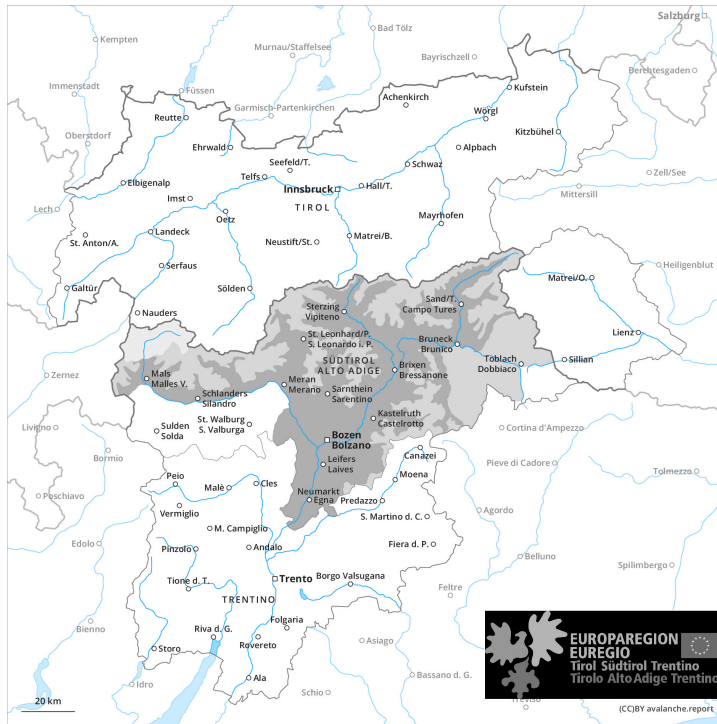 Salzburg
Kempten
Bad Tölz
Murnau/Staffelsee
Bayrischzell
Berchtesgaden
Immenstadt
Füssen
Achenkirch
Kufstein
Garmisch-Partenkirchen
Reutte
Wörgl
Kitzbühel
Oberstdorf
Ehrwald
Alpbach
Seefeld/T.
Schwaz
Zell/See
Telfs
Elbigenalp
Innsbruck
Hall/T.
Mittersill
Imst
TIROL
Lech
Oetz
Mayrhofen
St. Anton/A.
Landeck
Neustift/St.
Matrei/B.
Serfaus
Heiligenblut
Galtür
Sölden
Matrei/O.
Nauders
Sterzing
Vipiteno
Sand/T.
Campo Tures
St. Leonhard/P.
S. Leonardo i. P.
Lienz
Bruneck
Brunico
SÜDTIROL
ALTO ADIGE
Toblach
Dobbiaco
Sillian
Zernez
Mals
Malles V.
Brixen
Bressanone
Meran
Merano
Sarnthein
Sarentino
Schlanders
Silandro
Kastelruth
Castelrotto
St. Walburg
S. Valburga
Sulden
Solda
Livigno
Cortina d'Ampezzo
Bozen
Bolzano
Bormio
Canazei
Leifers
Laives
Pieve di Cadore
Tolmezzo
Peio
Moena
Malè
Cles
Poschiavo
Neumarkt
Egna
Predazzo
Vermiglio
Agordo
S. Martino d. C.
M. Campiglio
Edolo
Pinzolo
Andalo
Fiera d. P.
Belluno
Spilimbergo
Tione d. T.
Trento
Borgo Valsugana
Feltre
TRENTINO
Bienno
Folgaria
Riva d. G.
Rovereto
Asiago
Storo
Idro
Ala
Bassano d. G.
Schio
Treviso
EUROPAREGION
EUREGIO
Tirol Südtirol Trentino
Tirolo Alto Adige Trentino
20 km
(CC)BY avalanche.report